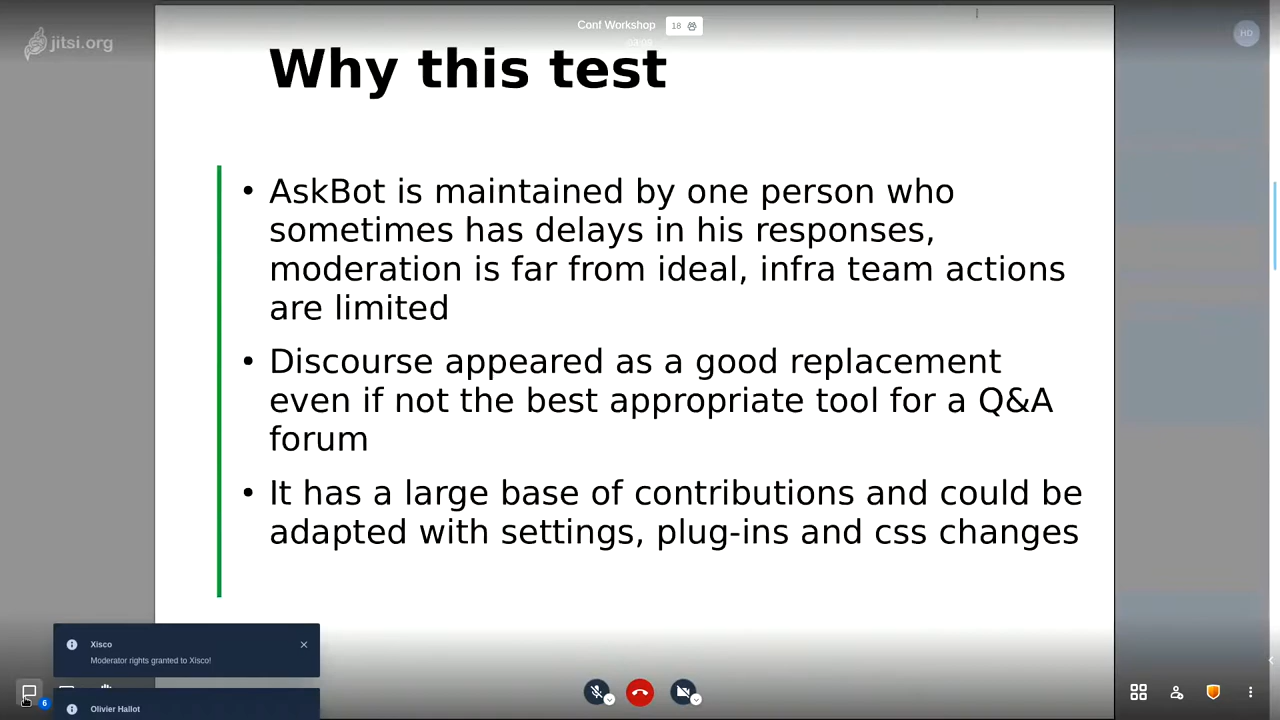 Conf Workshop
18
jitsi.org
HD
Why this test
• AskBot is maintained by one person who
sometimes has delays in his responses,
moderation is far from ideal, infra team actions
are limited
• Discourse appeared as a good replacement
even if not the best appropriate tool for a Q&A
forum
• It has a large base of contributions and could be
adapted with settings, plug-ins and css changes
Xisco
Moderator rights granted to Xisco!
Olivier Hallot
6